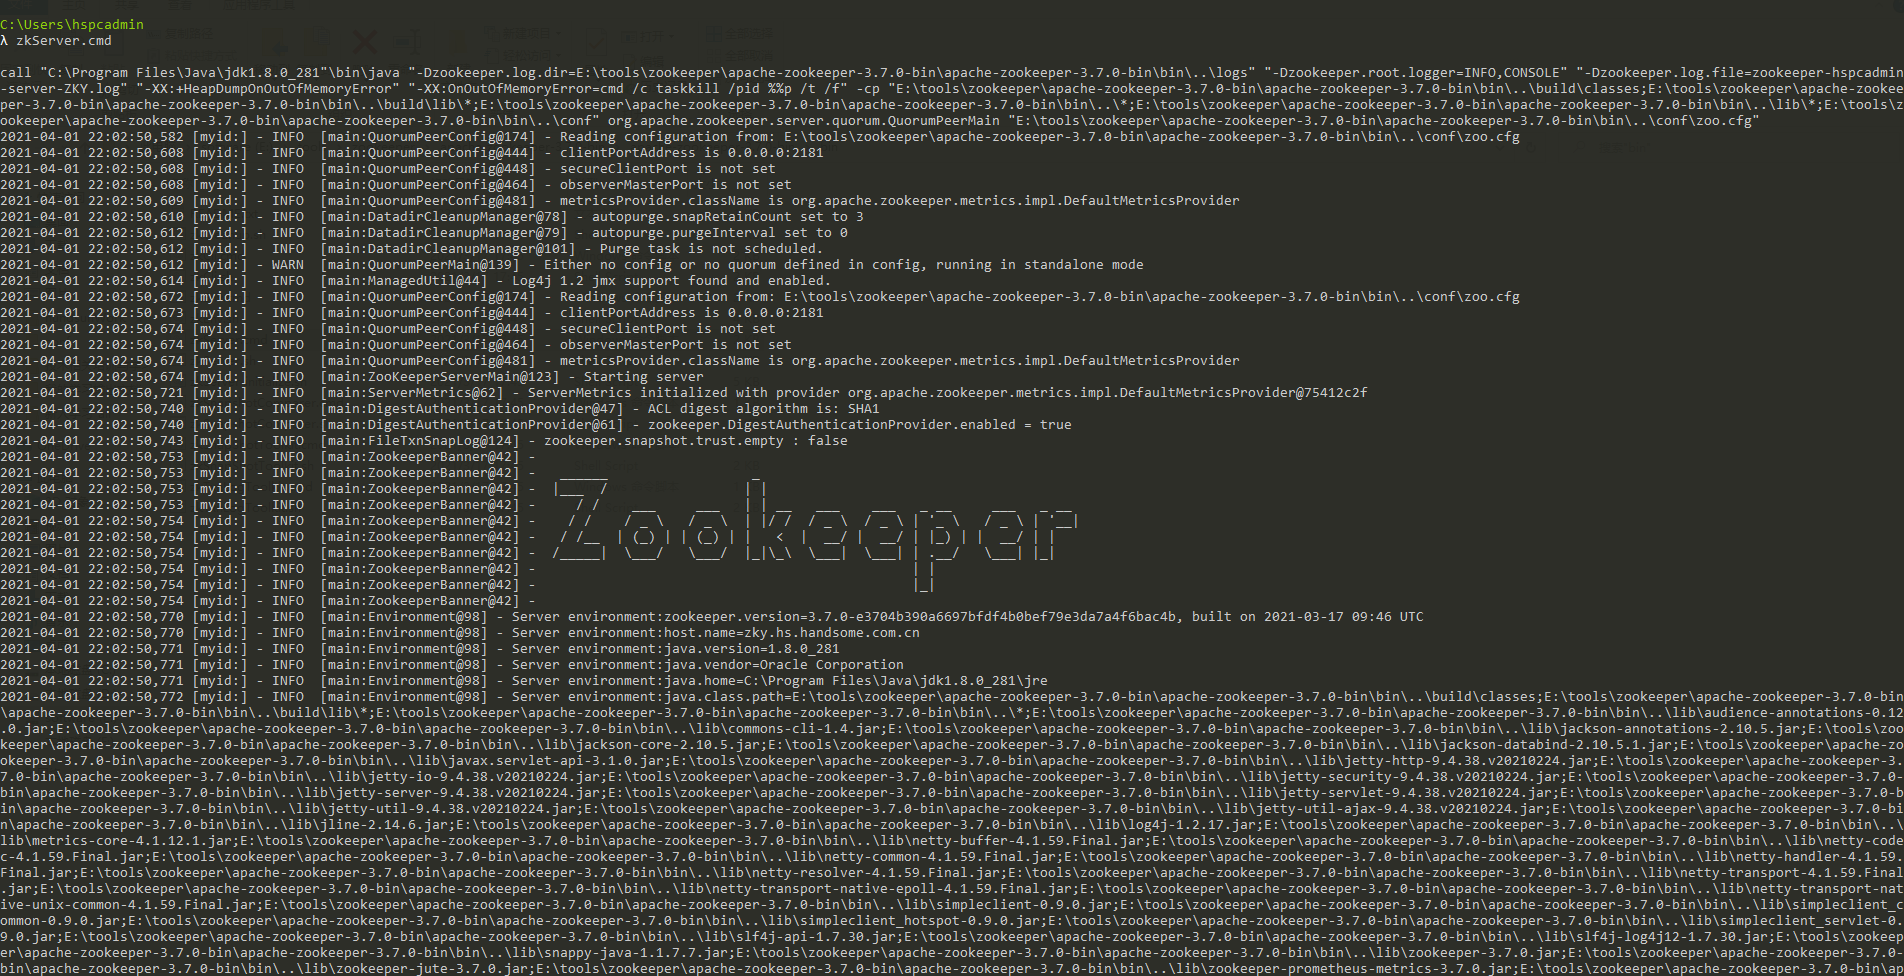 C:\Users\hspcadmin
λ zkServer.cmd
call "C:\Program Files\Java\jdk1.8.0_281"\bin\java "-Dzookeeper.log.dir=E:\tools\zookeeper\apache-zookeeper-3.7.0-bin\apache-zookeeper-3.7.0-bin\bin\..\logs" "-Dzookeeper.root.logger=INFO,CONSOLE" "-Dzookeeper.log.file=zookeeper-hspcadmin
-server-ZKY.log" "-XX:+HeapDumpOnOutOfMemoryError" "-XX:OnOutOfMemoryError=cmd /c taskkill /pid %%p /t /f" -cp "E:\tools\zookeeper\apache-zookeeper-3.7.0-bin\apache-zookeeper-3.7.0-bin\bin\..\build\classes;E:\tools\zookeeper\apache-zookee
per-3.7.0-bin\apache-zookeeper-3.7.0-bin\bin\..\build\lib\*;E:\tools\zookeeper\apache-zookeeper-3.7.0-bin\apache-zookeeper-3.7.0-bin\bin\..\*;E:\tools\zookeeper\apache-zookeeper-3.7.0-bin\apache-zookeeper-3.7.0-bin\bin\..\lib\*;E:\tools\z
ookeeper\apache-zookeeper-3.7.0-bin\apache-zookeeper-3.7.0-bin\bin\..\conf" org.apache.zookeeper.server.quorum.QuorumPeerMain "E:\tools\zookeeper\apache-zookeeper-3.7.0-bin\apache-zookeeper-3.7.0-bin\bin\..\conf\zoo.cfg"
2021-04-01 22:02:50,582 [myid:] - INFO  [main:QuorumPeerConfig@174] - Reading configuration from: E:\tools\zookeeper\apache-zookeeper-3.7.0-bin\apache-zookeeper-3.7.0-bin\bin\..\conf\zoo.cfg
2021-04-01 22:02:50,608 [myid:] - INFO  [main:QuorumPeerConfig@444] - clientPortAddress is 0.0.0.0:2181
2021-04-01 22:02:50,608 [myid:] - INFO  [main:QuorumPeerConfig@448] - secureClientPort is not set
2021-04-01 22:02:50,608 [myid:] - INFO  [main:QuorumPeerConfig@464] - observerMasterPort is not set
2021-04-01 22:02:50,609 [myid:] - INFO  [main:QuorumPeerConfig@481] - metricsProvider.className is org.apache.zookeeper.metrics.impl.DefaultMetricsProvider
2021-04-01 22:02:50,610 [myid:] - INFO  [main:DatadirCleanupManager@78] - autopurge.snapRetainCount set to 3
2021-04-01 22:02:50,612 [myid:] - INFO  [main:DatadirCleanupManager@79] - autopurge.purgeInterval set to 0
2021-04-01 22:02:50,612 [myid:] - INFO  [main:DatadirCleanupManager@101] - Purge task is not scheduled.
2021-04-01 22:02:50,612 [myid:] - WARN  [main:QuorumPeerMain@139] - Either no config or no quorum defined in config, running in standalone mode
2021-04-01 22:02:50,614 [myid:] - INFO  [main:ManagedUtil@44] - Log4j 1.2 jmx support found and enabled.
2021-04-01 22:02:50,672 [myid:] - INFO  [main:QuorumPeerConfig@174] - Reading configuration from: E:\tools\zookeeper\apache-zookeeper-3.7.0-bin\apache-zookeeper-3.7.0-bin\bin\..\conf\zoo.cfg
2021-04-01 22:02:50,673 [myid:] - INFO  [main:QuorumPeerConfig@444] - clientPortAddress is 0.0.0.0:2181
2021-04-01 22:02:50,674 [myid:] - INFO  [main:QuorumPeerConfig@448] - secureClientPort is not set
2021-04-01 22:02:50,674 [myid:] - INFO  [main:QuorumPeerConfig@464] - observerMasterPort is not set
2021-04-01 22:02:50,674 [myid:] - INFO  [main:QuorumPeerConfig@481] - metricsProvider.className is org.apache.zookeeper.metrics.impl.DefaultMetricsProvider
2021-04-01 22:02:50,674 [myid:] - INFO  [main:ZooKeeperServerMain@123] - Starting server
2021-04-01 22:02:50,721 [myid:] - INFO  [main:ServerMetrics@62] - ServerMetrics initialized with provider org.apache.zookeeper.metrics.impl.DefaultMetricsProvider@75412c2f
2021-04-01 22:02:50,740 [myid:] - INFO  [main:DigestAuthenticationProvider@47] - ACL digest algorithm is: SHA1
2021-04-01 22:02:50,740 [myid:] - INFO  [main:DigestAuthenticationProvider@61] - zookeeper.DigestAuthenticationProvider.enabled = true
2021-04-01 22:02:50,743 [myid:] - INFO  [main:FileTxnSnapLog@124] - zookeeper.snapshot.trust.empty : false
2021-04-01 22:02:50,753 [myid:] - INFO  [main:ZookeeperBanner@42] -
2021-04-01 22:02:50,753 [myid:] - INFO  [main:ZookeeperBanner@42] -   ______                  _
2021-04-01 22:02:50,753 [myid:] - INFO  [main:ZookeeperBanner@42] -  |___  /                 | |
2021-04-01 22:02:50,753 [myid:] - INFO  [main:ZookeeperBanner@42] -     / /    ___     ___   | | __   ___    ___   _ __    ___   _ __
2021-04-01 22:02:50,754 [myid:] - INFO  [main:ZookeeperBanner@42] -    / /    / _ \   / _ \  | |/ /  / _ \  / _ \ | '_ \   / _ \ | '__|
2021-04-01 22:02:50,754 [myid:] - INFO  [main:ZookeeperBanner@42] -   / /__  | (_) | | (_) | |   <  |  __/ |  __/ | |_) | |  __/ | |
2021-04-01 22:02:50,754 [myid:] - INFO  [main:ZookeeperBanner@42] -  /_____|  \___/   \___/  |_|\_\  \___|  \___| | .__/   \___| |_|
2021-04-01 22:02:50,754 [myid:] - INFO  [main:ZookeeperBanner@42] -                                               | |
2021-04-01 22:02:50,754 [myid:] - INFO  [main:ZookeeperBanner@42] -                                               |_|
2021-04-01 22:02:50,754 [myid:] - INFO  [main:ZookeeperBanner@42] -
2021-04-01 22:02:50,770 [myid:] - INFO  [main:Environment@98] - Server environment:zookeeper.version=3.7.0-e3704b390a6697bfdf4b0bef79e3da7a4f6bac4b, built on 2021-03-17 09:46 UTC
2021-04-01 22:02:50,770 [myid:] - INFO  [main:Environment@98] - Server environment:host.name=zky.hs.handsome.com.cn
2021-04-01 22:02:50,771 [myid:] - INFO  [main:Environment@98] - Server environment:java.version=1.8.0_281
2021-04-01 22:02:50,771 [myid:] - INFO  [main:Environment@98] - Server environment:java.vendor=Oracle Corporation
2021-04-01 22:02:50,771 [myid:] - INFO  [main:Environment@98] - Server environment:java.home=C:\Program Files\Java\jdk1.8.0_281\jre
2021-04-01 22:02:50,772 [myid:] - INFO  [main:Environment@98] - Server environment:java.class.path=E:\tools\zookeeper\apache-zookeeper-3.7.0-bin\apache-zookeeper-3.7.0-bin\bin\..\build\classes;E:\tools\zookeeper\apache-zookeeper-3.7.0-bin
\apache-zookeeper-3.7.0-bin\bin\..\build\lib\*;E:\tools\zookeeper\apache-zookeeper-3.7.0-bin\apache-zookeeper-3.7.0-bin\bin\..\*;E:\tools\zookeeper\apache-zookeeper-3.7.0-bin\apache-zookeeper-3.7.0-bin\bin\..\lib\audience-annotations-0.12
.0.jar;E:\tools\zookeeper\apache-zookeeper-3.7.0-bin\apache-zookeeper-3.7.0-bin\bin\..\lib\commons-cli-1.4.jar;E:\tools\zookeeper\apache-zookeeper-3.7.0-bin\apache-zookeeper-3.7.0-bin\bin\..\lib\jackson-annotations-2.10.5.jar;E:\tools\zoo
keeper\apache-zookeeper-3.7.0-bin\apache-zookeeper-3.7.0-bin\bin\..\lib\jackson-core-2.10.5.jar;E:\tools\zookeeper\apache-zookeeper-3.7.0-bin\apache-zookeeper-3.7.0-bin\bin\..\lib\jackson-databind-2.10.5.1.jar;E:\tools\zookeeper\apache-zo
okeeper-3.7.0-bin\apache-zookeeper-3.7.0-bin\bin\..\lib\javax.servlet-api-3.1.0.jar;E:\tools\zookeeper\apache-zookeeper-3.7.0-bin\apache-zookeeper-3.7.0-bin\bin\..\lib\jetty-http-9.4.38.v20210224.jar;E:\tools\zookeeper\apache-zookeeper-3.
7.0-bin\apache-zookeeper-3.7.0-bin\bin\..\lib\jetty-io-9.4.38.v20210224.jar;E:\tools\zookeeper\apache-zookeeper-3.7.0-bin\apache-zookeeper-3.7.0-bin\bin\..\lib\jetty-security-9.4.38.v20210224.jar;E:\tools\zookeeper\apache-zookeeper-3.7.0-
bin\apache-zookeeper-3.7.0-bin\bin\..\lib\jetty-server-9.4.38.v20210224.jar;E:\tools\zookeeper\apache-zookeeper-3.7.0-bin\apache-zookeeper-3.7.0-bin\bin\..\lib\jetty-servlet-9.4.38.v20210224.jar;E:\tools\zookeeper\apache-zookeeper-3.7.0-b
in\apache-zookeeper-3.7.0-bin\bin\..\lib\jetty-util-9.4.38.v20210224.jar;E:\tools\zookeeper\apache-zookeeper-3.7.0-bin\apache-zookeeper-3.7.0-bin\bin\..\lib\jetty-util-ajax-9.4.38.v20210224.jar;E:\tools\zookeeper\apache-zookeeper-3.7.0-bi
n\apache-zookeeper-3.7.0-bin\bin\..\lib\jline-2.14.6.jar;E:\tools\zookeeper\apache-zookeeper-3.7.0-bin\apache-zookeeper-3.7.0-bin\bin\..\lib\log4j-1.2.17.jar;E:\tools\zookeeper\apache-zookeeper-3.7.0-bin\apache-zookeeper-3.7.0-bin\bin\..\
lib\metrics-core-4.1.12.1.jar;E:\tools\zookeeper\apache-zookeeper-3.7.0-bin\apache-zookeeper-3.7.0-bin\bin\..\lib\netty-buffer-4.1.59.Final.jar;E:\tools\zookeeper\apache-zookeeper-3.7.0-bin\apache-zookeeper-3.7.0-bin\bin\..\lib\netty-code
c-4.1.59.Final.jar;E:\tools\zookeeper\apache-zookeeper-3.7.0-bin\apache-zookeeper-3.7.0-bin\bin\..\lib\netty-common-4.1.59.Final.jar;E:\tools\zookeeper\apache-zookeeper-3.7.0-bin\apache-zookeeper-3.7.0-bin\bin\..\lib\netty-handler-4.1.59.
Final.jar;E:\tools\zookeeper\apache-zookeeper-3.7.0-bin\apache-zookeeper-3.7.0-bin\bin\..\lib\netty-resolver-4.1.59.Final.jar;E:\tools\zookeeper\apache-zookeeper-3.7.0-bin\apache-zookeeper-3.7.0-bin\bin\..\lib\netty-transport-4.1.59.Final
.jar;E:\tools\zookeeper\apache-zookeeper-3.7.0-bin\apache-zookeeper-3.7.0-bin\bin\..\lib\netty-transport-native-epoll-4.1.59.Final.jar;E:\tools\zookeeper\apache-zookeeper-3.7.0-bin\apache-zookeeper-3.7.0-bin\bin\..\lib\netty-transport-nat
ive-unix-common-4.1.59.Final.jar;E:\tools\zookeeper\apache-zookeeper-3.7.0-bin\apache-zookeeper-3.7.0-bin\bin\..\lib\simpleclient-0.9.0.jar;E:\tools\zookeeper\apache-zookeeper-3.7.0-bin\apache-zookeeper-3.7.0-bin\bin\..\lib\simpleclient_c
ommon-0.9.0.jar;E:\tools\zookeeper\apache-zookeeper-3.7.0-bin\apache-zookeeper-3.7.0-bin\bin\..\lib\simpleclient_hotspot-0.9.0.jar;E:\tools\zookeeper\apache-zookeeper-3.7.0-bin\apache-zookeeper-3.7.0-bin\bin\..\lib\simpleclient_servlet-0.
9.0.jar;E:\tools\zookeeper\apache-zookeeper-3.7.0-bin\apache-zookeeper-3.7.0-bin\bin\..\lib\slf4j-api-1.7.30.jar;E:\tools\zookeeper\apache-zookeeper-3.7.0-bin\apache-zookeeper-3.7.0-bin\bin\..\lib\slf4j-log4j12-1.7.30.jar;E:\tools\zookeep
er\apache-zookeeper-3.7.0-bin\apache-zookeeper-3.7.0-bin\bin\..\lib\snappy-java-1.1.7.7.jar;E:\tools\zookeeper\apache-zookeeper-3.7.0-bin\apache-zookeeper-3.7.0-bin\bin\..\lib\zookeeper-3.7.0.jar;E:\tools\zookeeper\apache-zookeeper-3.7.0-
bin\apache-zookeeper-3.7.0-bin\bin\..\lib\zookeeper-jute-3.7.0.jar;E:\tools\zookeeper\apache-zookeeper-3.7.0-bin\apache-zookeeper-3.7.0-bin\bin\..\lib\zookeeper-prometheus-metrics-3.7.0.jar;E:\tools\zookeeper\apache-zookeeper-3.7.0-bin\ap